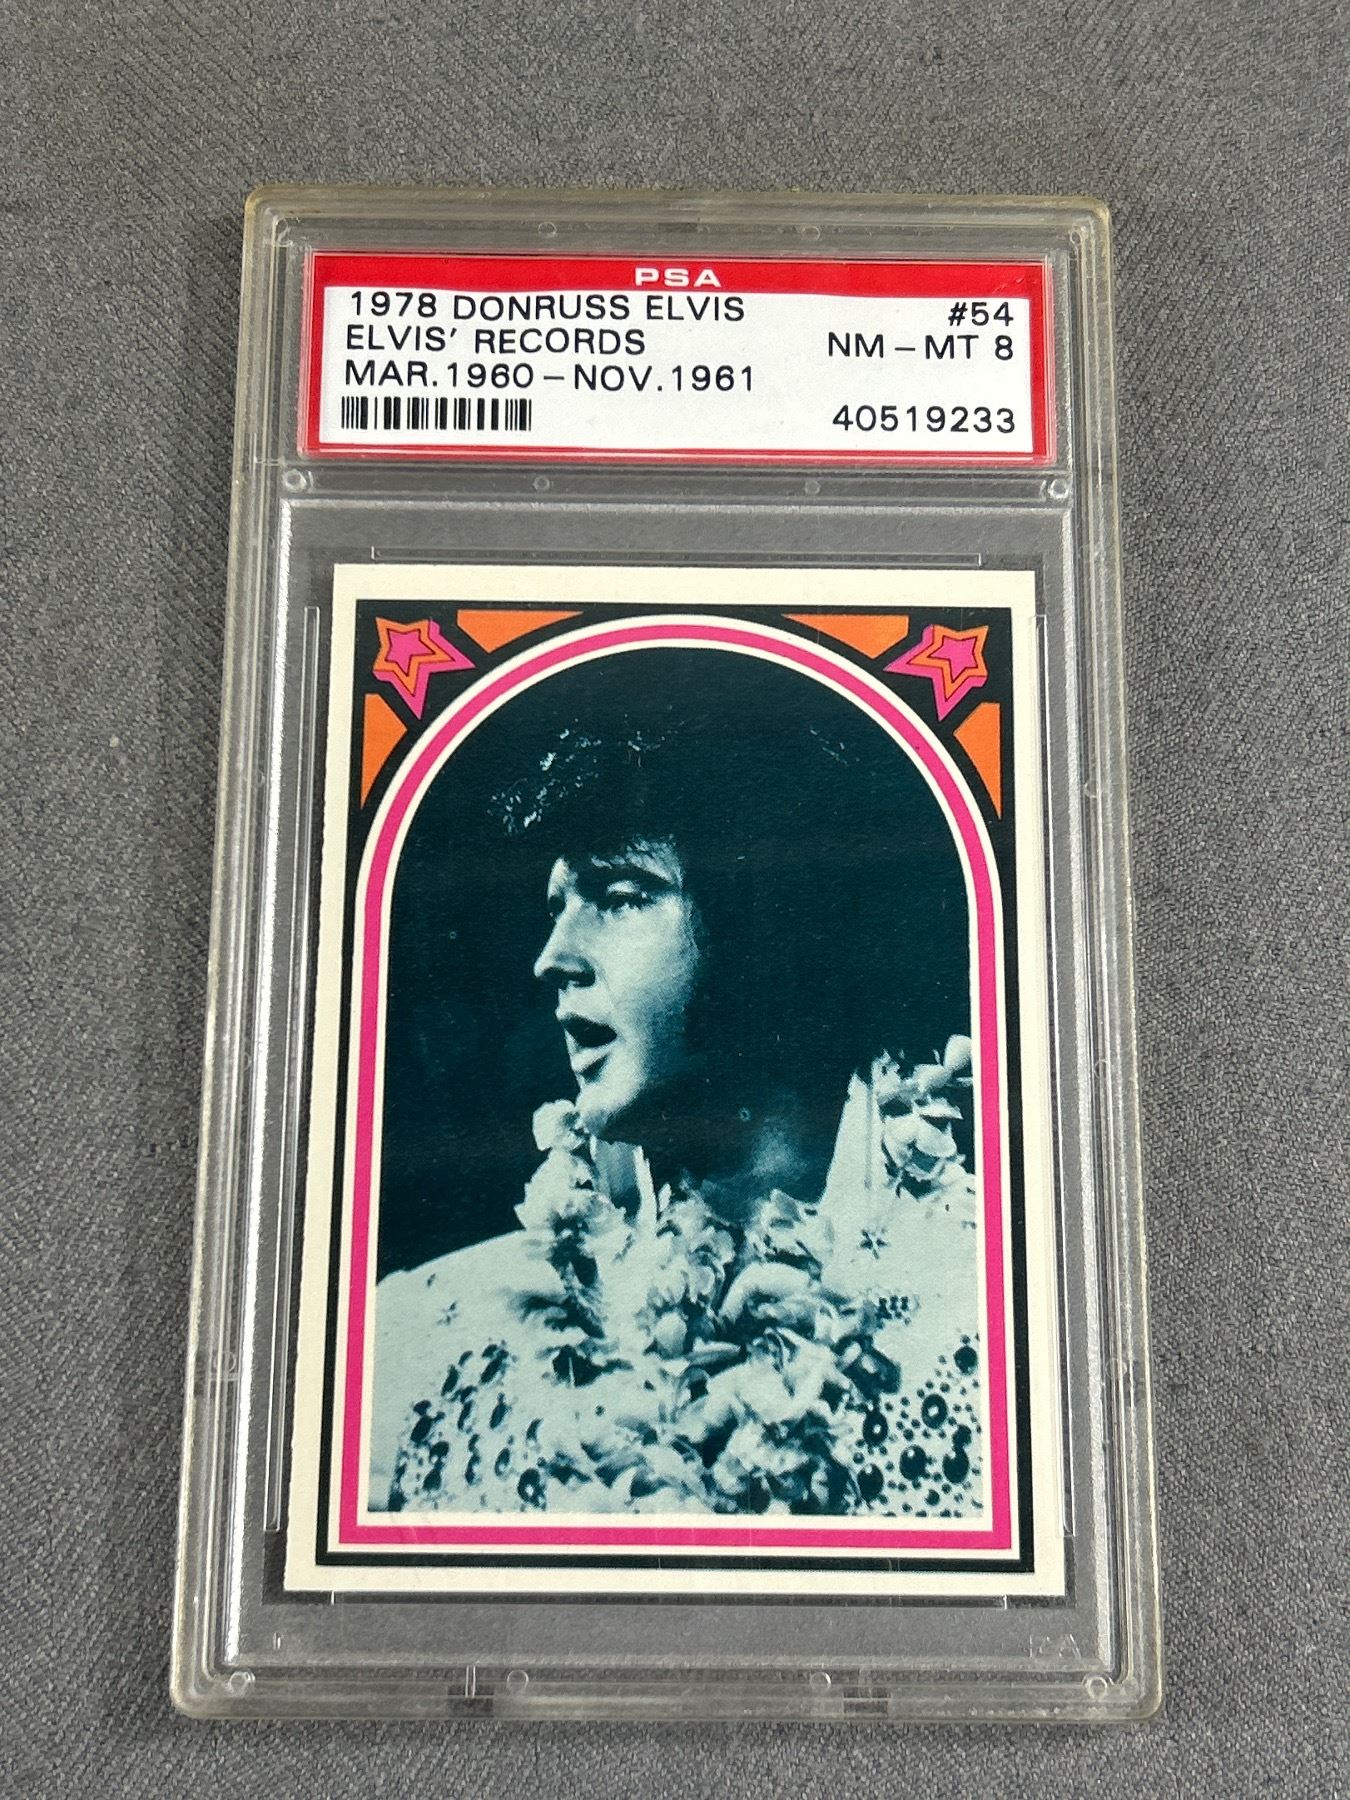 PSA
1978 DONRUSS ELVIS #54
ELVIS' RECORDS NM - MT 8
MAR.1960 - NOV.1961
40519233